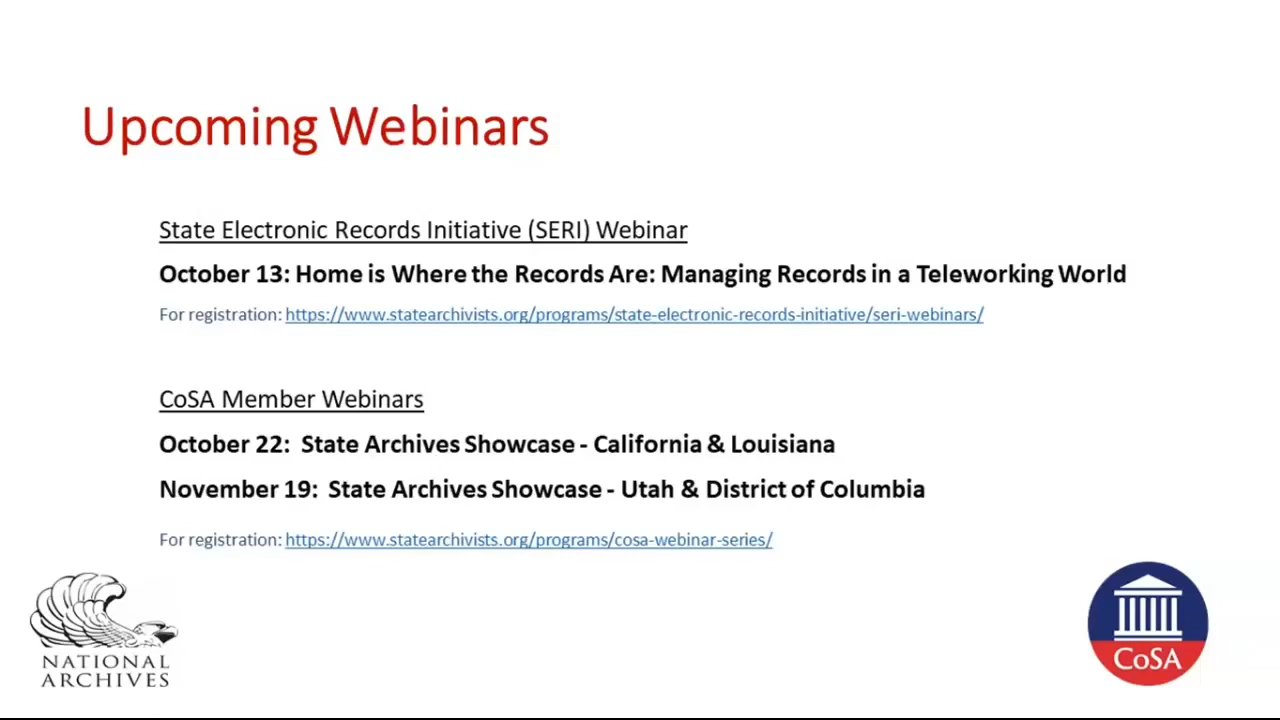 Upcoming Webinars
State Electronic Records Initiative (SERI) Webinar
October 13: Home is Where the Records Are: Managing Records in a Teleworking World
For registration: https://www.statearchivists.org/programs/state-electronic-records-initiative/seri-webinars/
CoSA Member Webinars
October 22:  State Archives Showcase - California & Louisiana
November 19:  State Archives Showcase - Utah & District of Columbia
For registration: https://www.statearchivists.org/programs/cosa-webinar-series/
NATIONAL
ARCHIVES
CoSA